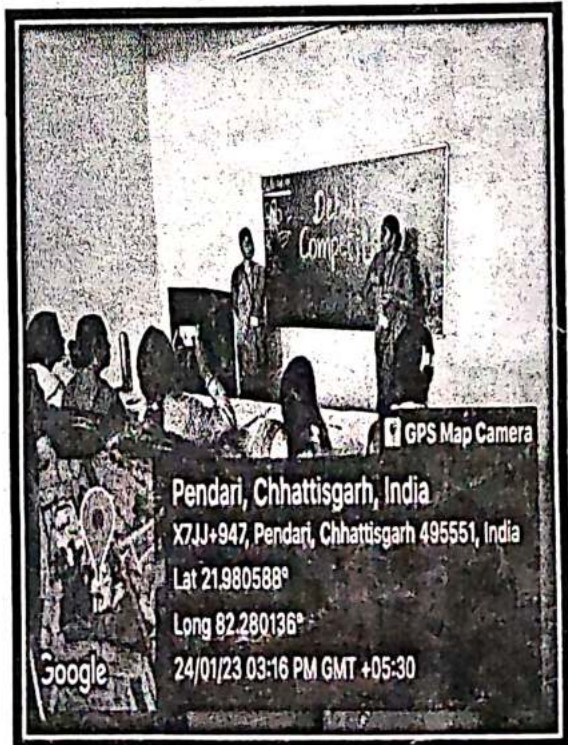 Competi
GPS Map Camera
Pendari, Chhattisgarh, India
X7JJ+947, Pendari, Chhattisgarh 495551, India
Lat 21.980588°
Long 82.280136°
24/01/23 03:16 PM GMT +05:30
Google